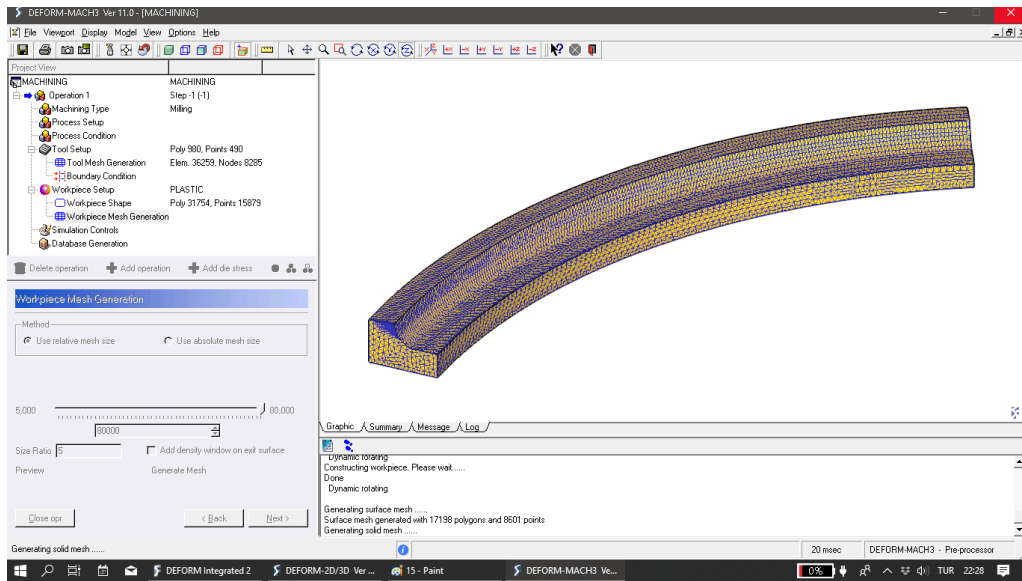 DEFORM-MACH3 Ver 11.0 - [MACHINING]
File Viewport Display Model View Options Help
Project View
MACHINING MACHINING
Operation 1 Step -1 (-1)
Machining Type Milling
Process Setup
Process Condition
Tool Setup Poly 980, Points 490
Tool Mesh Generation Elem. 36259, Nodes 8285
Boundary Condition
Workpiece Setup PLASTIC
Workpiece Shape Poly 31754, Points 15879
Workpiece Mesh Generation
Simulation Controls
Database Generation
Delete operation Add operation Add die stress
Workpiece Mesh Generation
Method
Use relative mesh size Use absolute mesh size
5,000 80,000
80000
Size Ratio 5 Add density window on exit surface
Preview Generate Mesh
Close opr < Back Next >
Graphic Summary Message Log
Dynamic rotating
Constructing workpiece. Please wait......
Done
Dynamic rotating
Generating surface mesh ......
Surface mesh generated with 17198 polygons and 8601 points
Generating solid mesh ......
Generating solid mesh ...... 20 msec DEFORM-MACH3 - Pre-processor
DEFORM Integrated 2 DEFORM-2D/3D Ver ... 15 - Paint DEFORM-MACH3 Ve... 0% TUR 22:28